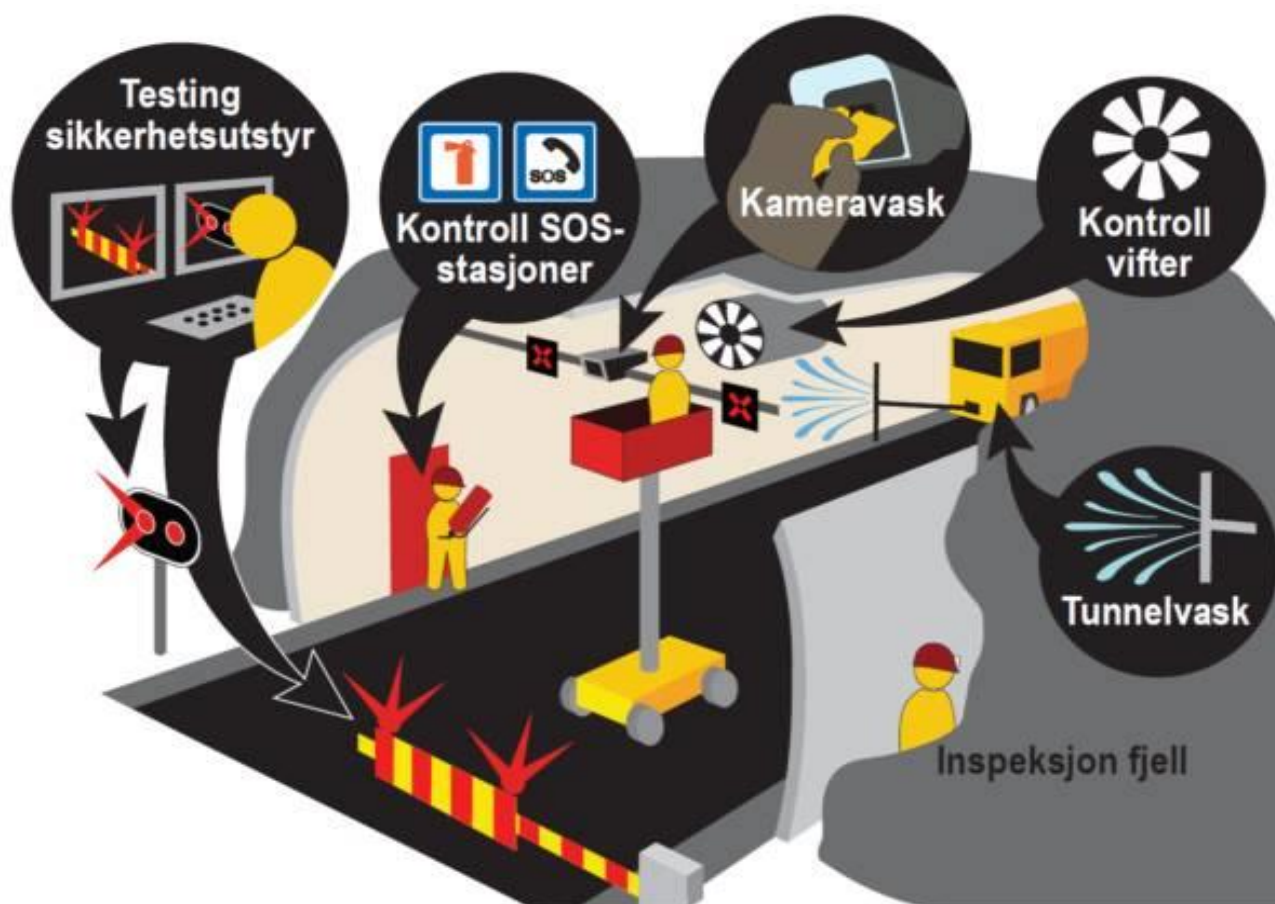 Testing
sikkerhetsutstyr
SOS
Kontroll SOS-
stasjoner
Kameravask
Kontroll
vifter
Tunnelvask
Inspeksjon fjell